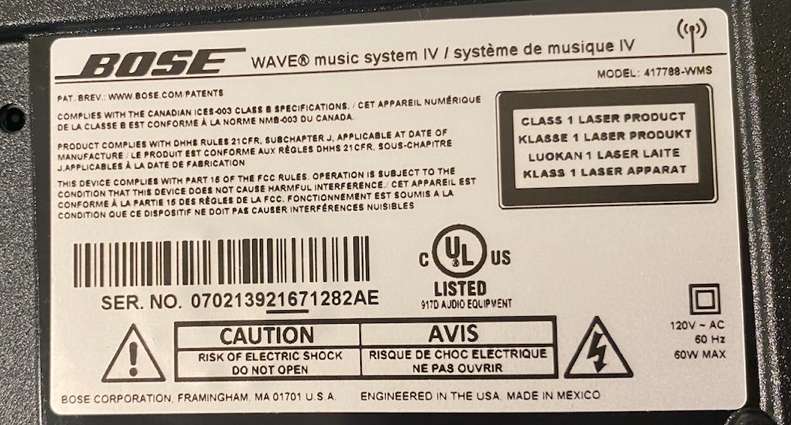 BOSE WAVE® music system IV / système de musique IV
MODEL: 417788-WMS
PAT. BREV.: WWW.BOSE.COM/PATENTS
COMPLIES WITH THE CANADIAN ICES-003 CLASS B SPECIFICATIONS. / CET APPAREIL NUMÉRIQUE
DE LA CLASSE B EST CONFORME À LA NORME NMB-003 DU CANADA.
PRODUCT COMPLIES WITH DHHS RULES 21CFR, SUBCHAPTER J, APPLICABLE AT DATE OF
MANUFACTURE / LE PRODUIT EST CONFORME AUX RÈGLES DHHS 21CFR, SOUS-CHAPITRE
J,APPLICABLES À LA DATE DE FABRICATION
THIS DEVICE COMPLIES WITH PART 15 OF THE FCC RULES. OPERATION IS SUBJECT TO THE
CONDITION THAT THIS DEVICE DOES NOT CAUSE HARMFUL INTERFERENCE./ CET APPAREIL EST
CONFORME À LA PARTIE 15 DES RÈGLES DE LA FCC. FONCTIONNEMENT EST SOUMIS A LA
CONDITION QUE CE DISPOSITIF NE DOIT PAS CAUSER INTERFÉRENCES NUISIBLES
CLASS 1 LASER PRODUCT
KLASSE 1 LASER PRODUKT
LUOKAN 1 LASER LAITE
KLASS 1 LASER APPARAT
C UL US
LISTED
917D AUDIO EQUIPMENT
SER. NO. 070213921671282AE
CAUTION
RISK OF ELECTRIC SHOCK
DO NOT OPEN
AVIS
RISQUE DE CHOC ELECTRIQUE
NE PAS OUVRIR
120V ~ AC
60 Hz
60W MAX
BOSE CORPORATION, FRAMINGHAM, MA 01701 U.S.A. ENGINEERED IN THE USA, MADE IN MEXICO